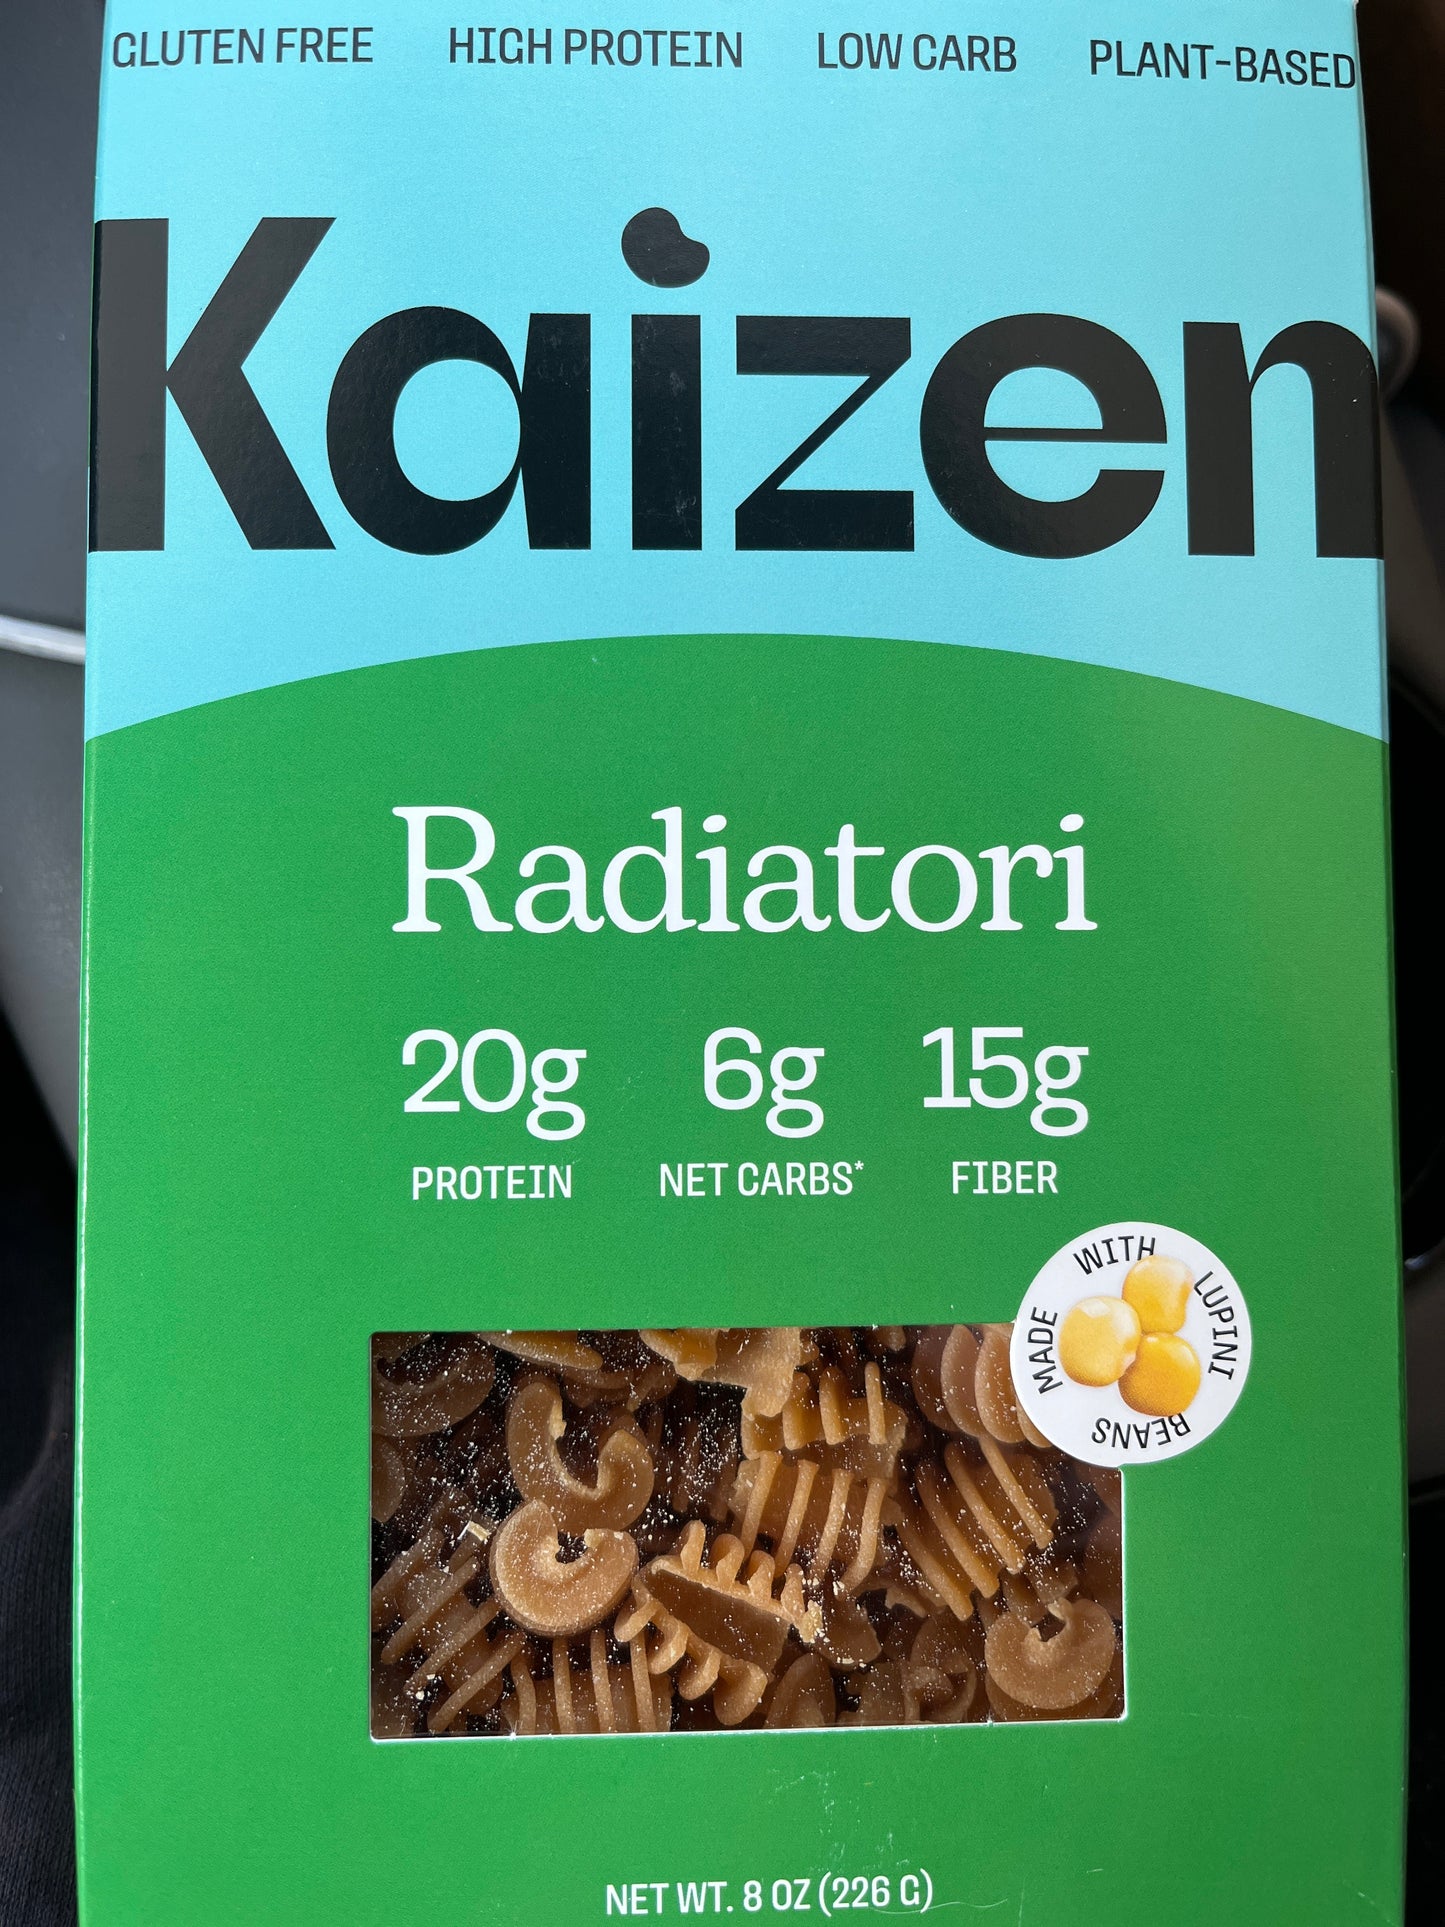 GLUTEN FREE HIGH PROTEIN LOW CARB PLANT-BASED
Kaizen
Radiatori
20g 6g 15g
PROTEIN NET CARBS* FIBER
MADE WITH LUPINI BEANS
NET WT. 8 OZ (226 G)